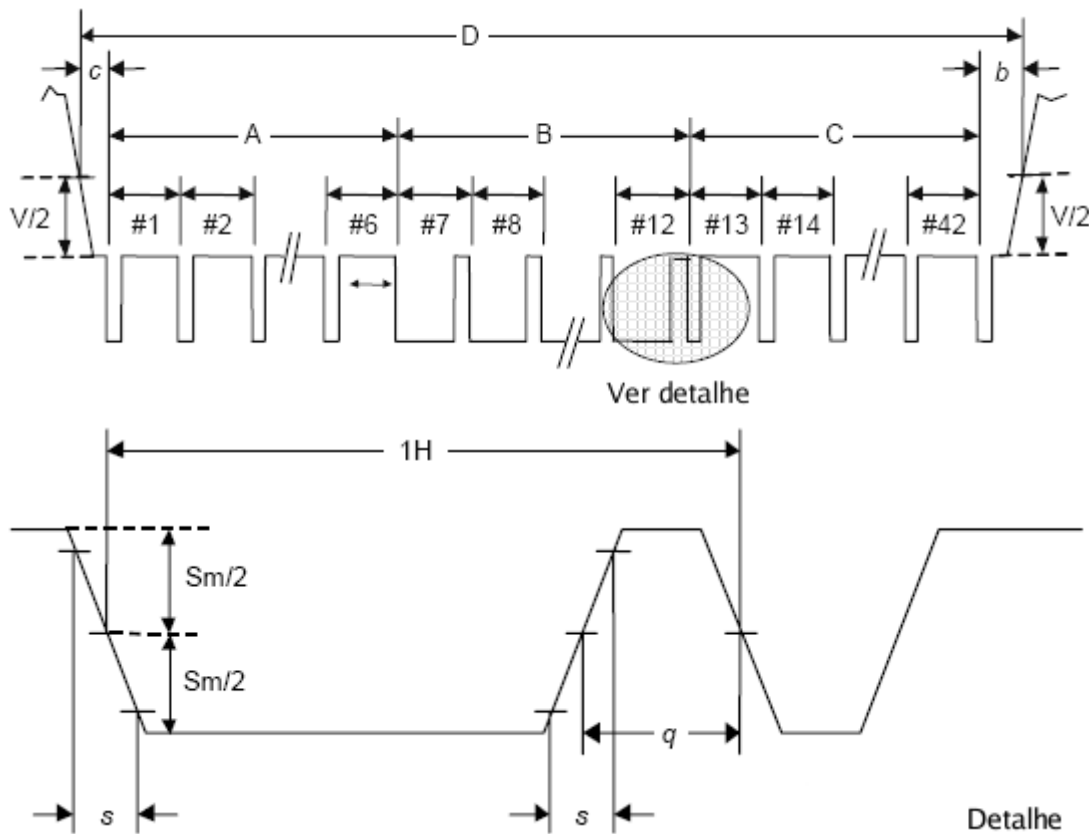 D
c b
A B C
V/2 #1 #2 #6 #7 #8 #12 #13 #14 #42 V/2
Ver detalhe
1H
Sm/2
Sm/2
q
s s
Detalhe